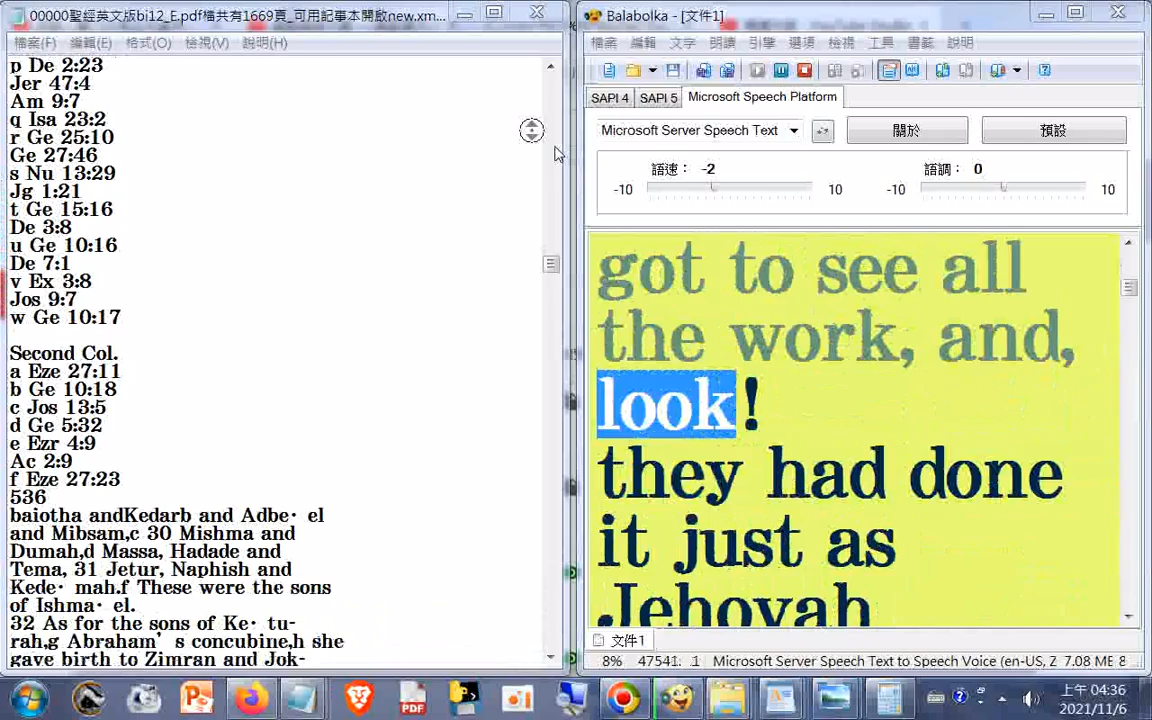 00000聖經英文版bi12_E.pdf檔共有1669頁_可用記事本開啟new.xm...
檔案(F) 編輯(E) 格式(O) 檢視(V) 說明(H)
p De 2:23
Jer 47:4
Am 9:7
q Isa 23:2
r Ge 25:10
Ge 27:46
s Nu 13:29
Jg 1:21
t Ge 15:16
De 3:8
u Ge 10:16
De 7:1
v Ex 3:8
Jos 9:7
w Ge 10:17
Second Col.
a Eze 27:11
b Ge 10:18
c Jos 13:5
d Ge 5:32
e Ezr 4:9
Ac 2:9
f Eze 27:23
536
baiotha andKedarb and Adbe· el
and Mibsam,c 30 Mishma and
Dumah,d Massa, Hadade and
Tema, 31 Jetur, Naphish and
Kede· mah.f These were the sons
of Ishma· el.
32 As for the sons of Ke· tu-
rah,g Abraham's concubine,h she
gave birth to Zimran and Jok-
Balabolka - [文件1]
檔案 編輯 文字 朗讀 引擎 選項 檢視 工具 書籤 說明
SAPI 4 SAPI 5 Microsoft Speech Platform
Microsoft Server Speech Text 關於 預設
語速： -2 語調： 0
-10 10 -10 10
got to see all
the work, and,
look!
they had done
it just as
Jehovah
文件1
8% 47541. .1 Microsoft Server Speech Text to Speech Voice (en-US, Z 7.08 MB 8
上午 04:36
2021/11/6